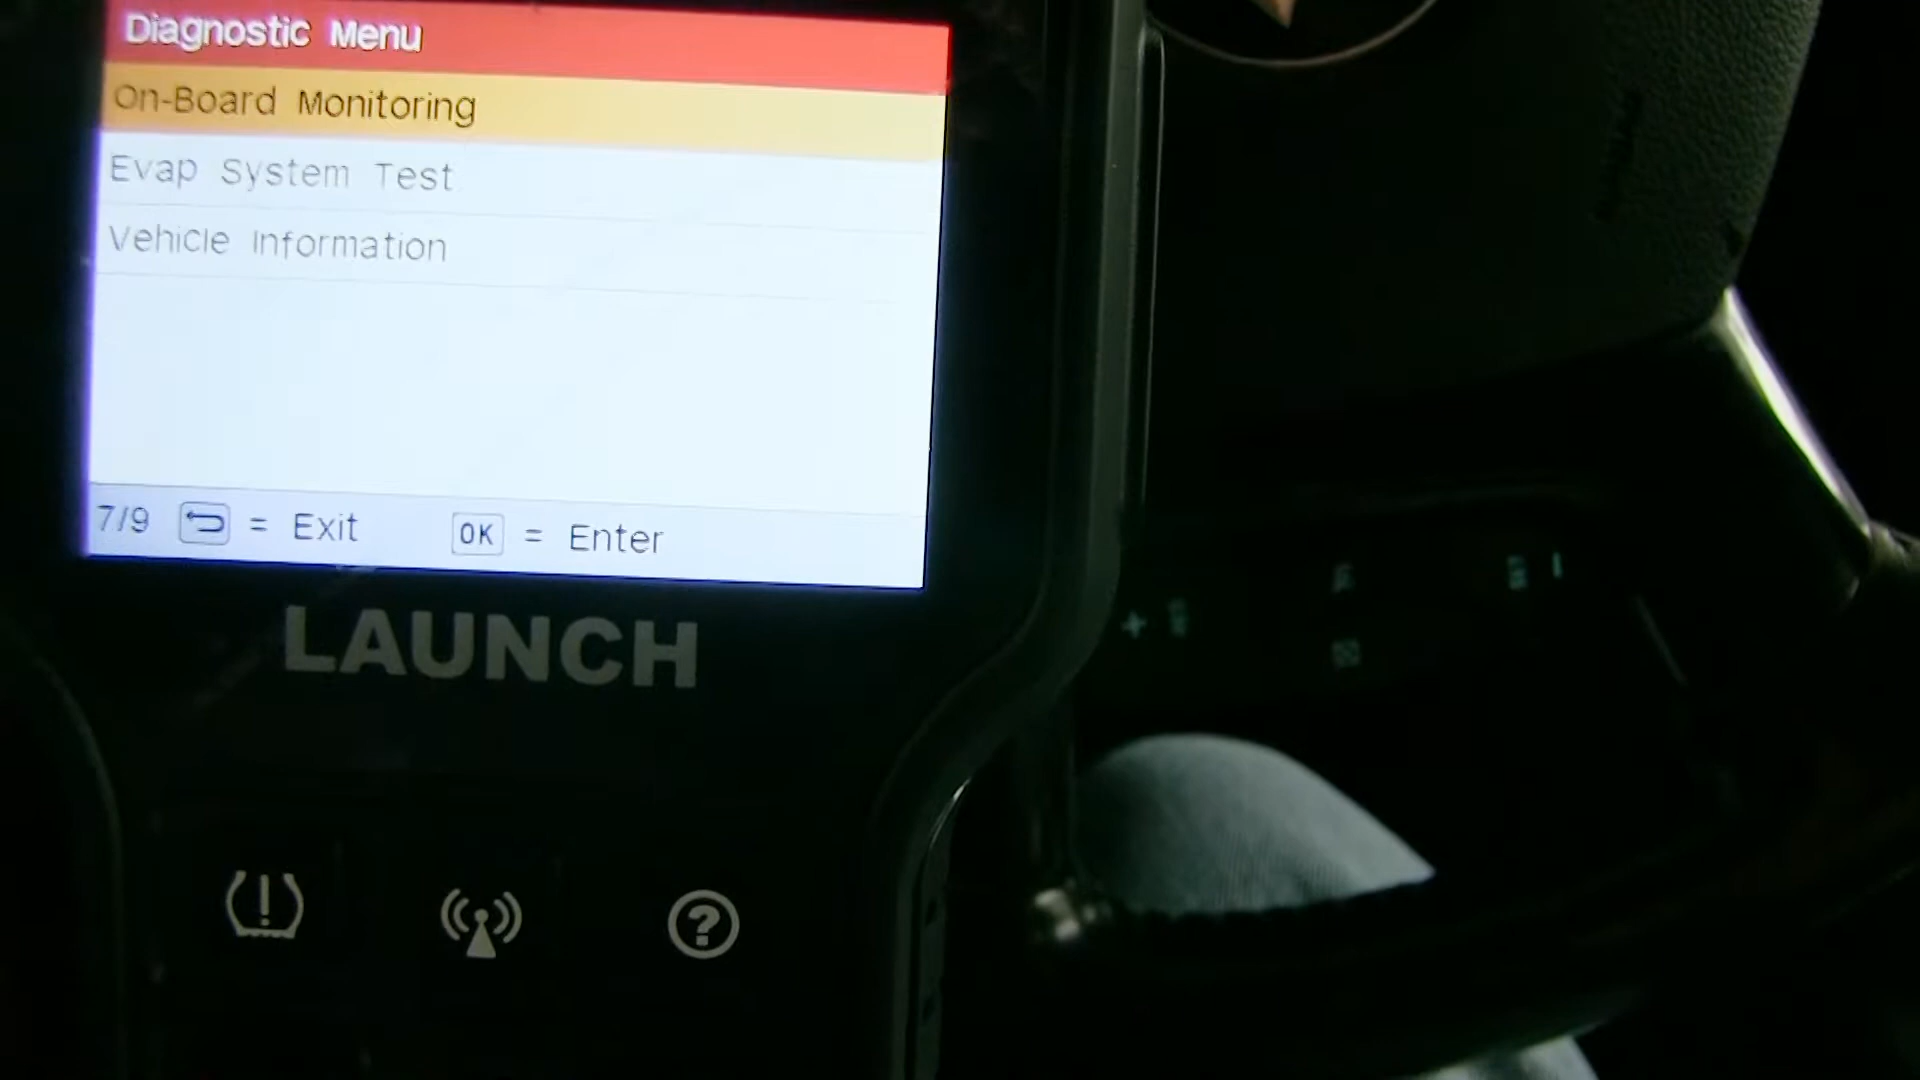 Diagnostic Menu
On-Board Monitoring
Evap System Test
Vehicle Information
7/9 = Exit OK = Enter
LAUNCH